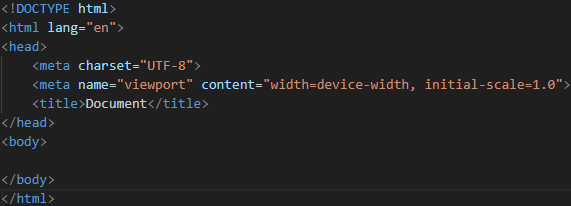 <!DOCTYPE html>
<html lang="en">
<head>
    <meta charset="UTF-8">
    <meta name="viewport" content="width=device-width, initial-scale=1.0">
    <title>Document</title>
</head>
<body>

</body>
</html>